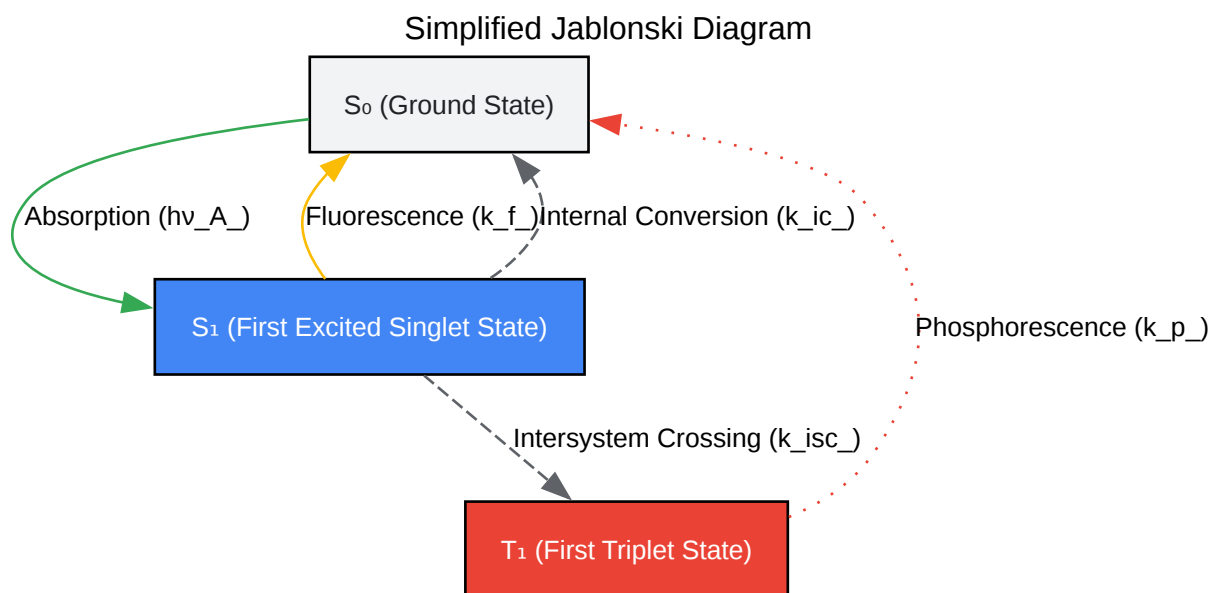 Simplified Jablonski Diagram
S₀ (Ground State)
Absorption (hν_A_)
Fluorescence (k_f_)
Internal Conversion (k_ic_)
S₁ (First Excited Singlet State)
Phosphorescence (k_p_)
Intersystem Crossing (k_isc_)
T₁ (First Triplet State)